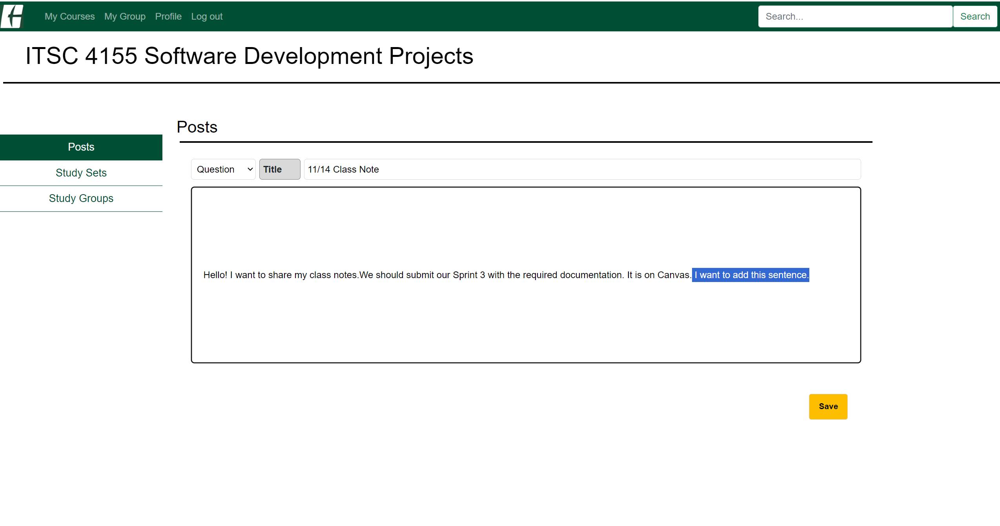 My Courses My Group Profile Log out Search... Search
ITSC 4155 Software Development Projects
Posts
Posts
Study Sets
Study Groups
Question Title 11/14 Class Note
Hello! I want to share my class notes.We should submit our Sprint 3 with the required documentation. It is on Canvas. I want to add this sentence.
Save